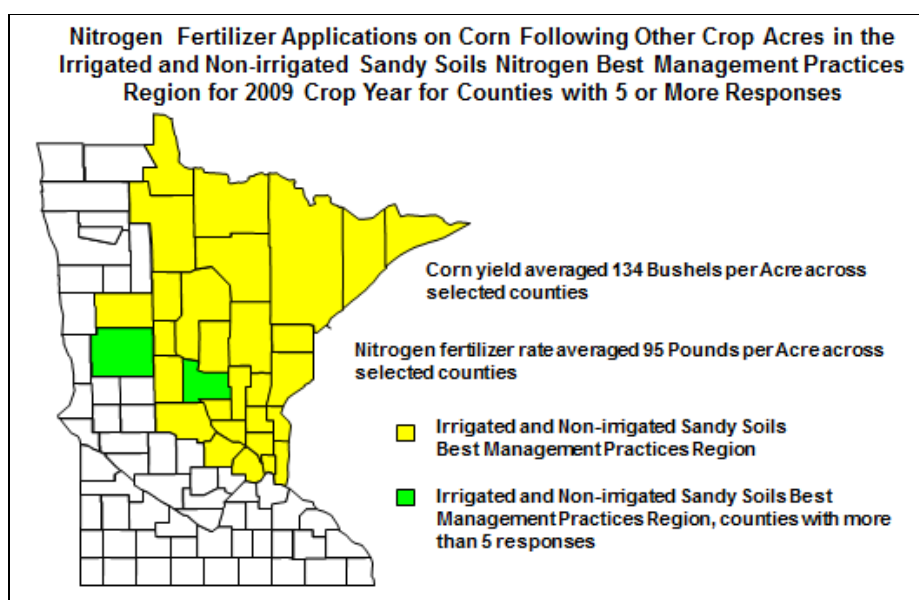 Nitrogen Fertilizer Applications on Corn Following Other Crop Acres in the
Irrigated and Non-irrigated Sandy Soils Nitrogen Best Management Practices
Region for 2009 Crop Year for Counties with 5 or More Responses
Corn yield averaged 134 Bushels per Acre across
selected counties
Nitrogen fertilizer rate averaged 95 Pounds per Acre across
selected counties
Irrigated and Non-irrigated Sandy Soils
Best Management Practices Region
Irrigated and Non-irrigated Sandy Soils Best
Management Practices Region, counties with more
than 5 responses